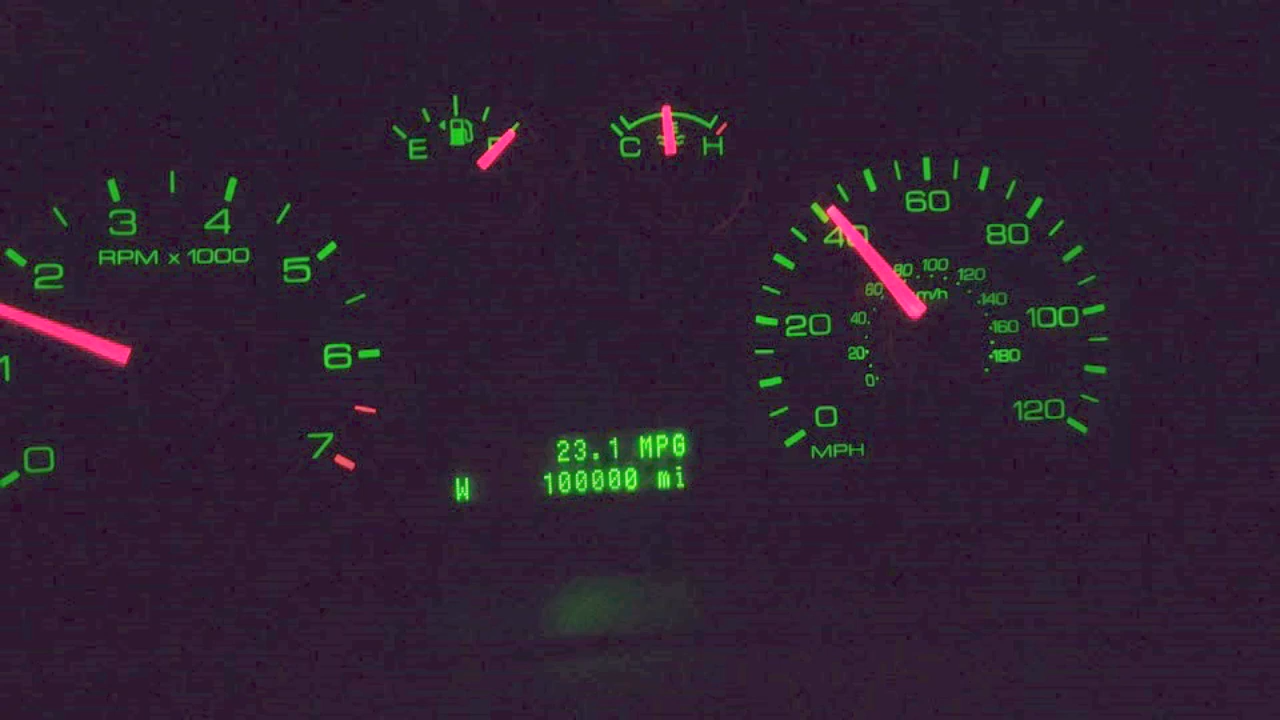 E F
C H
0 1 2 3 4 5 6 7
RPM x 1000
0 20 40 60 80 100 120
MPH
0 20 40 60 80 100 120 140 160 180
km/h
23.1 MPG
W 100000 mi